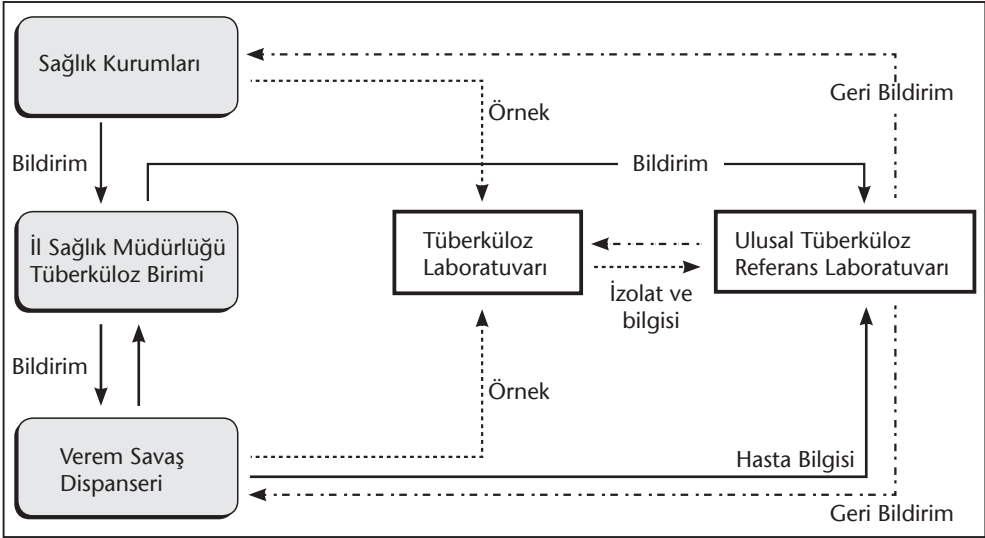 Sağlık Kurumları
Geri Bildirim
Örnek
Bildirim
Bildirim
İl Sağlık Müdürlüğü
Tüberküloz Birimi
Tüberküloz
Laboratuvarı
Ulusal Tüberküloz
Referans Laboratuvarı
İzolat ve
bilgisi
Bildirim
Örnek
Verem Savaş
Dispanseri
Hasta Bilgisi
Geri Bildirim